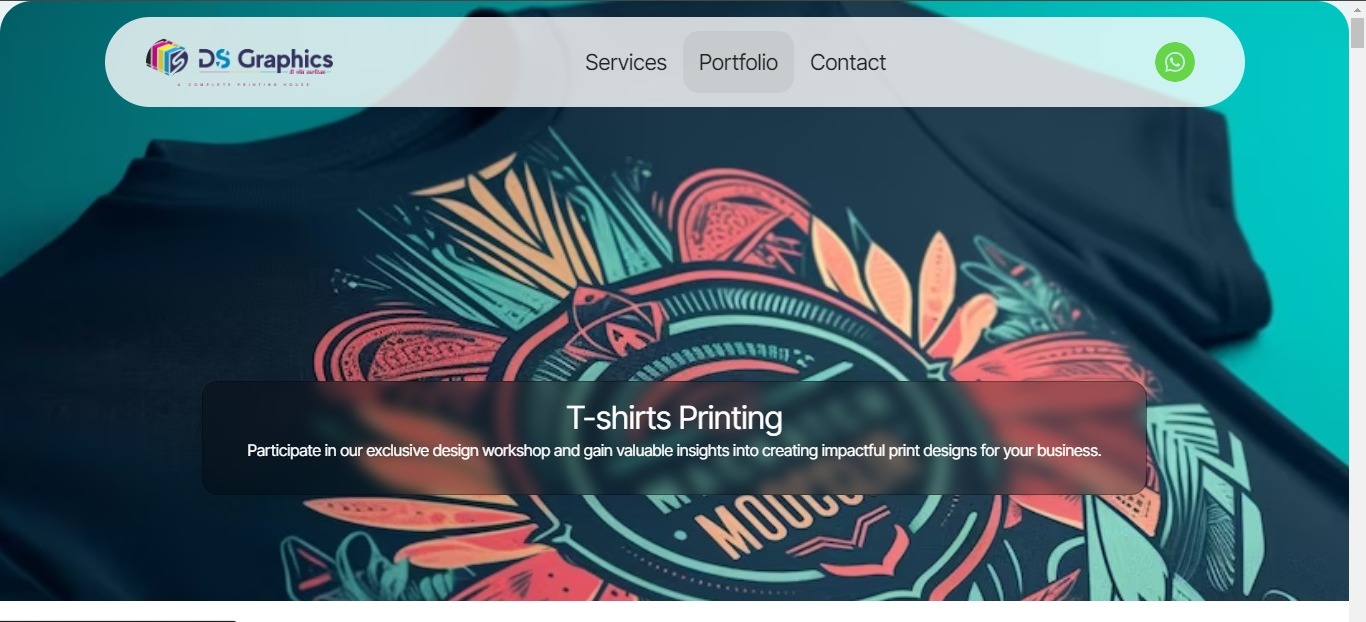 DS Graphics
A COMPLETE PRINTING HOUSE
Services
Portfolio
Contact
T-shirts Printing
Participate in our exclusive design workshop and gain valuable insights into creating impactful print designs for your business.